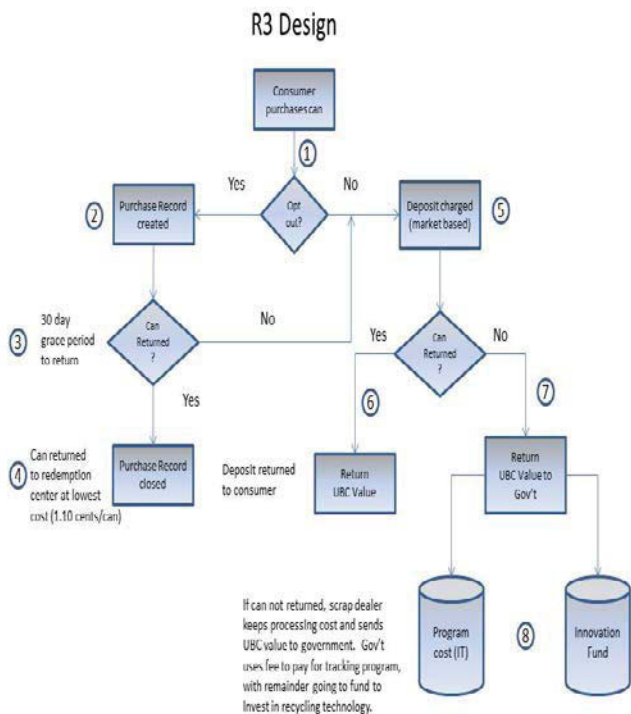 R3 Design
Consumer
purchases can
1
Yes
No
2
Purchase Record
created
Opt
out?
Deposit charged
(market based)
5
3
30 day
grace period
to return
Can
Returned
?
No
Yes
Can
Returned
?
No
Yes
6
7
4
Can returned
to redemption
center at lowest
cost (1.10 cents/can)
Purchase Record
closed
Deposit returned
to consumer
Return
UBC Value
Return
UBC Value to
Gov't
If can not returned, scrap dealer
keeps processing cost and sends
UBC value to government. Gov't
uses fee to pay for tracking program,
with remainder going to fund to
Invest in recycling technology.
Program
cost (IT)
8
Innovation
Fund